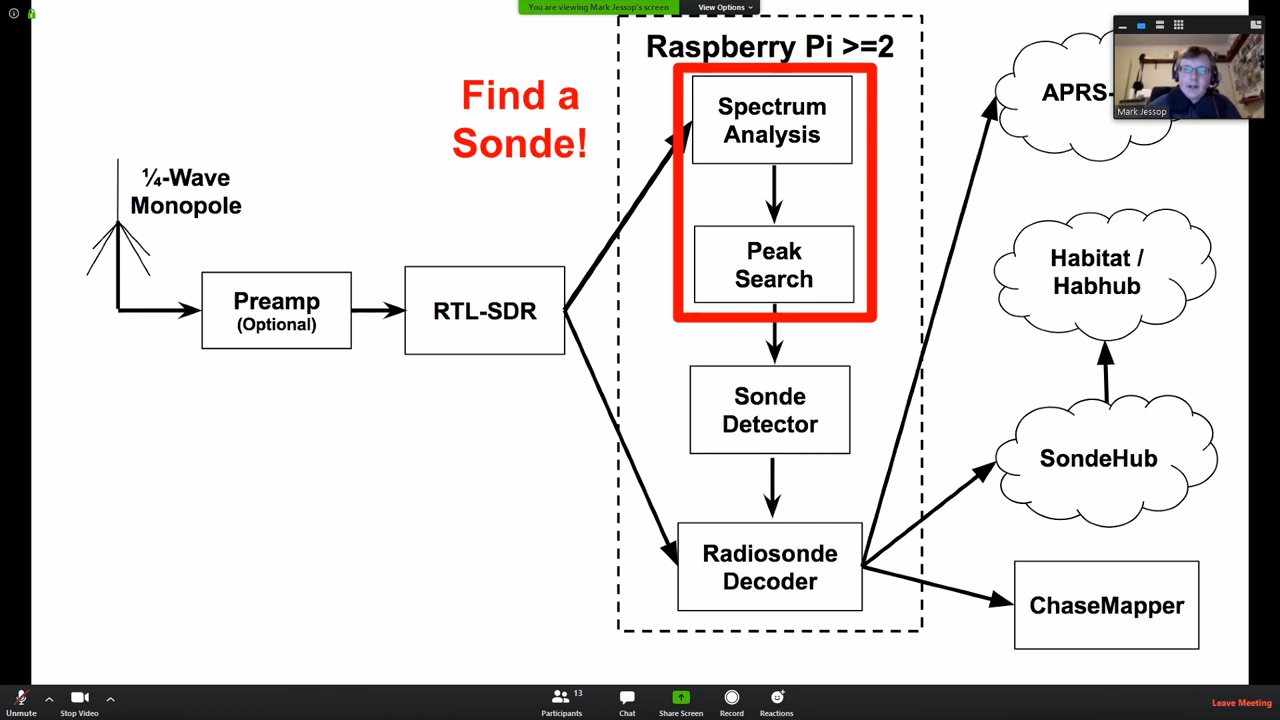 You are viewing Mark Jessop's screen
View Options
Raspberry Pi >=2
Find a
Sonde!
Spectrum
Analysis
APRS-
Mark Jessop
¼-Wave
Monopole
Peak
Search
Habitat /
Habhub
Preamp
(Optional)
RTL-SDR
Sonde
Detector
SondeHub
Radiosonde
Decoder
ChaseMapper
Unmute
Stop Video
13
Participants
Chat
Share Screen
Record
Reactions
Leave Meeting